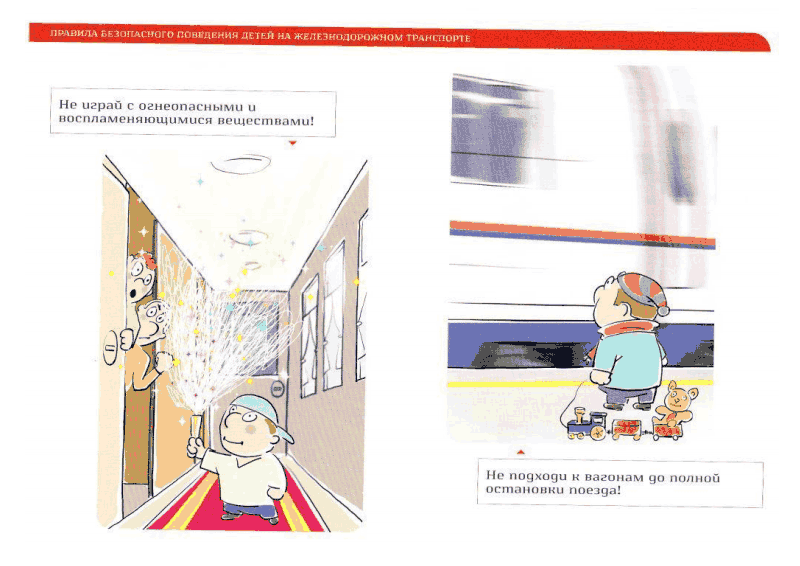 ПРАВИЛА БЕЗОПАСНОГО ПОВЕДЕНИЯ ДЕТЕЙ НА ЖЕЛЕЗНОДОРОЖНОМ ТРАНСПОРТЕ
Не играй с огнеопасными и
воспламеняющимися веществами!
Не подходи к вагонам до полной
остановки поезда!